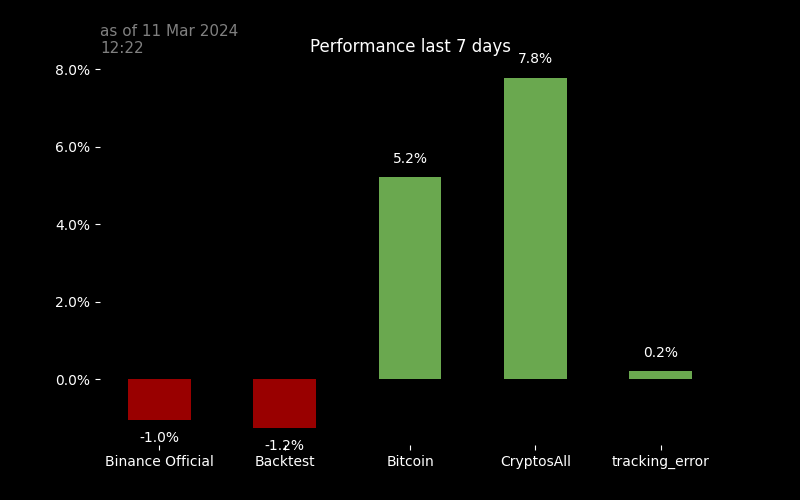 as of 11 Mar 2024
12:22
Performance last 7 days
8.0%
6.0%
4.0%
2.0%
0.0%
-1.0%
-1.2%
5.2%
7.8%
0.2%
Binance Official
Backtest
Bitcoin
CryptosAll
tracking_error